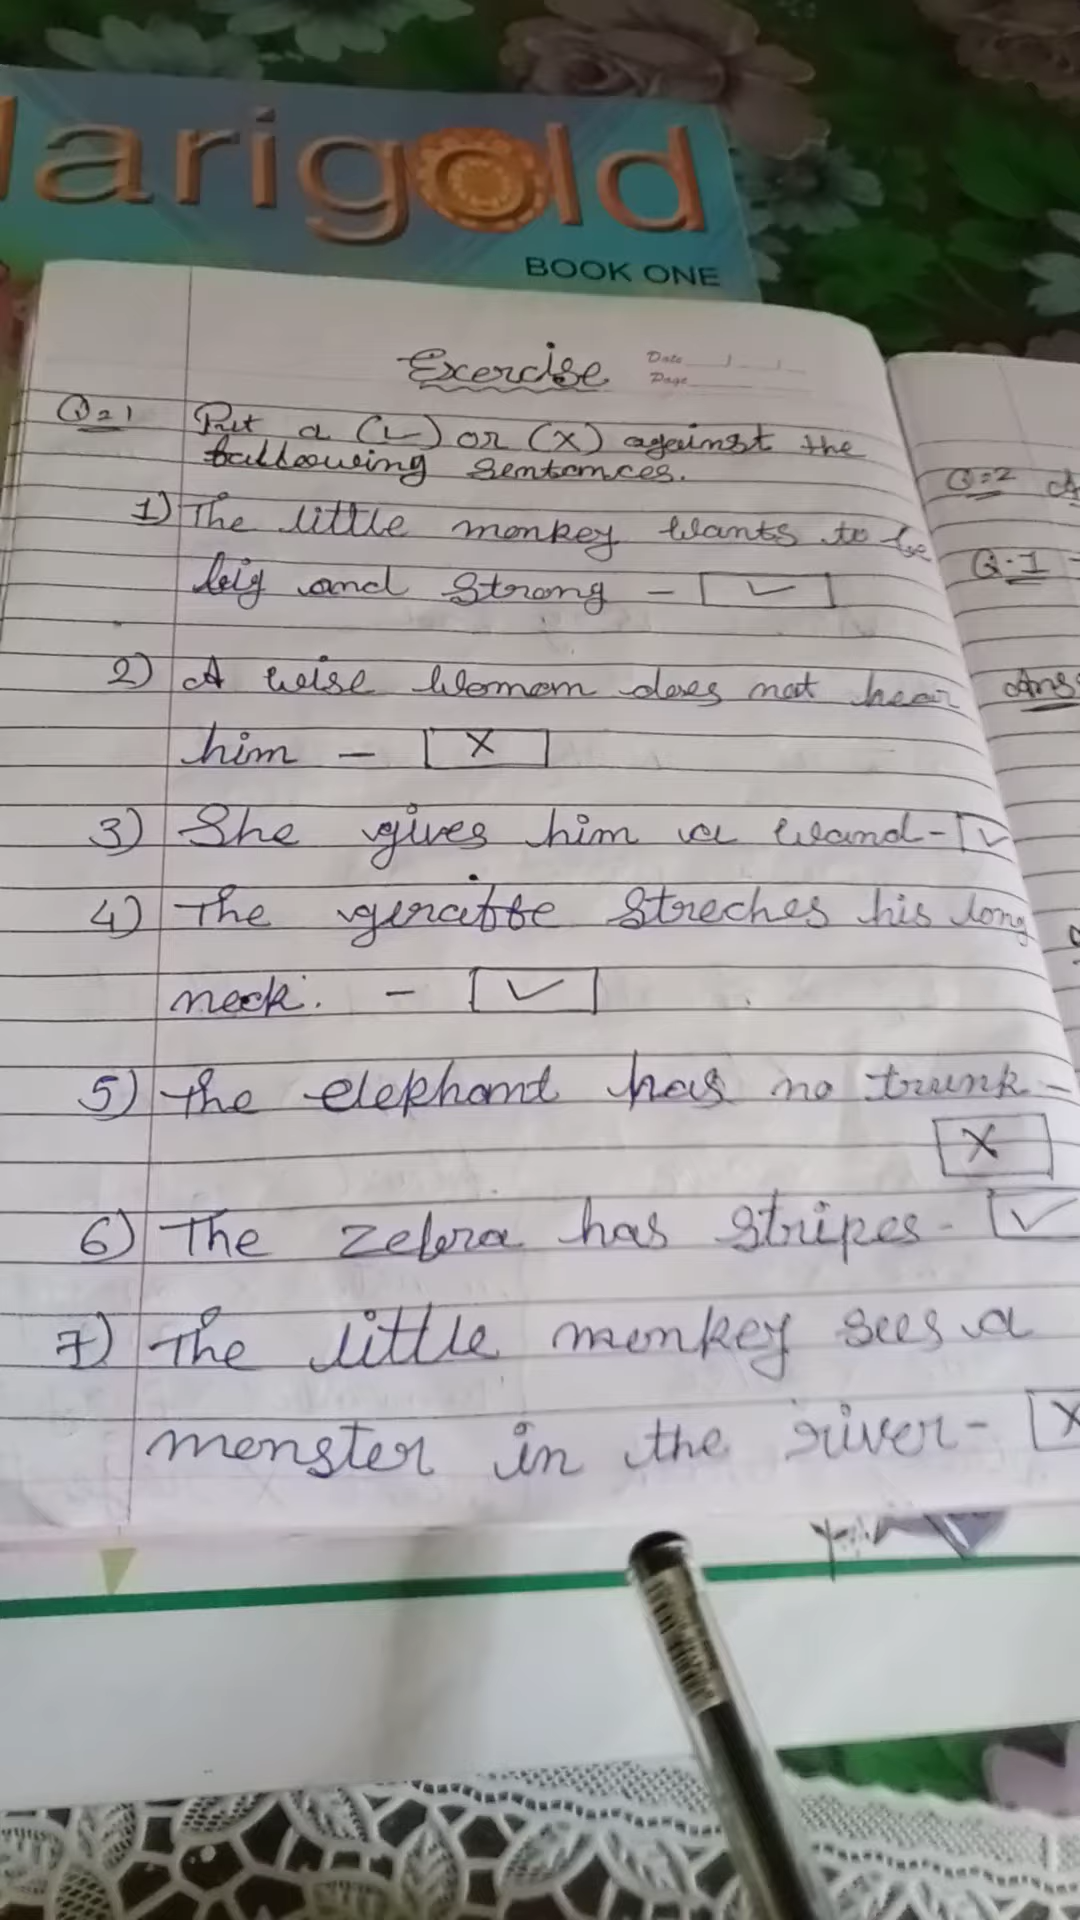 larigold
BOOK ONE
Exercise
Date
Page
Q=1 Put a (✓) or (X) against the
following sentences.
1) The little monkey wants to be
big and strong - ✓
2) A wise woman does not hear
him - X
3) She gives him a wand - ✓
4) The giraffe streches his long
neck. - ✓
5) The elephant has no trunk -
X
6) The zebra has stripes - ✓
7) The little monkey sees a
monster in the river - X
Q=2 A
Q.1
Ans